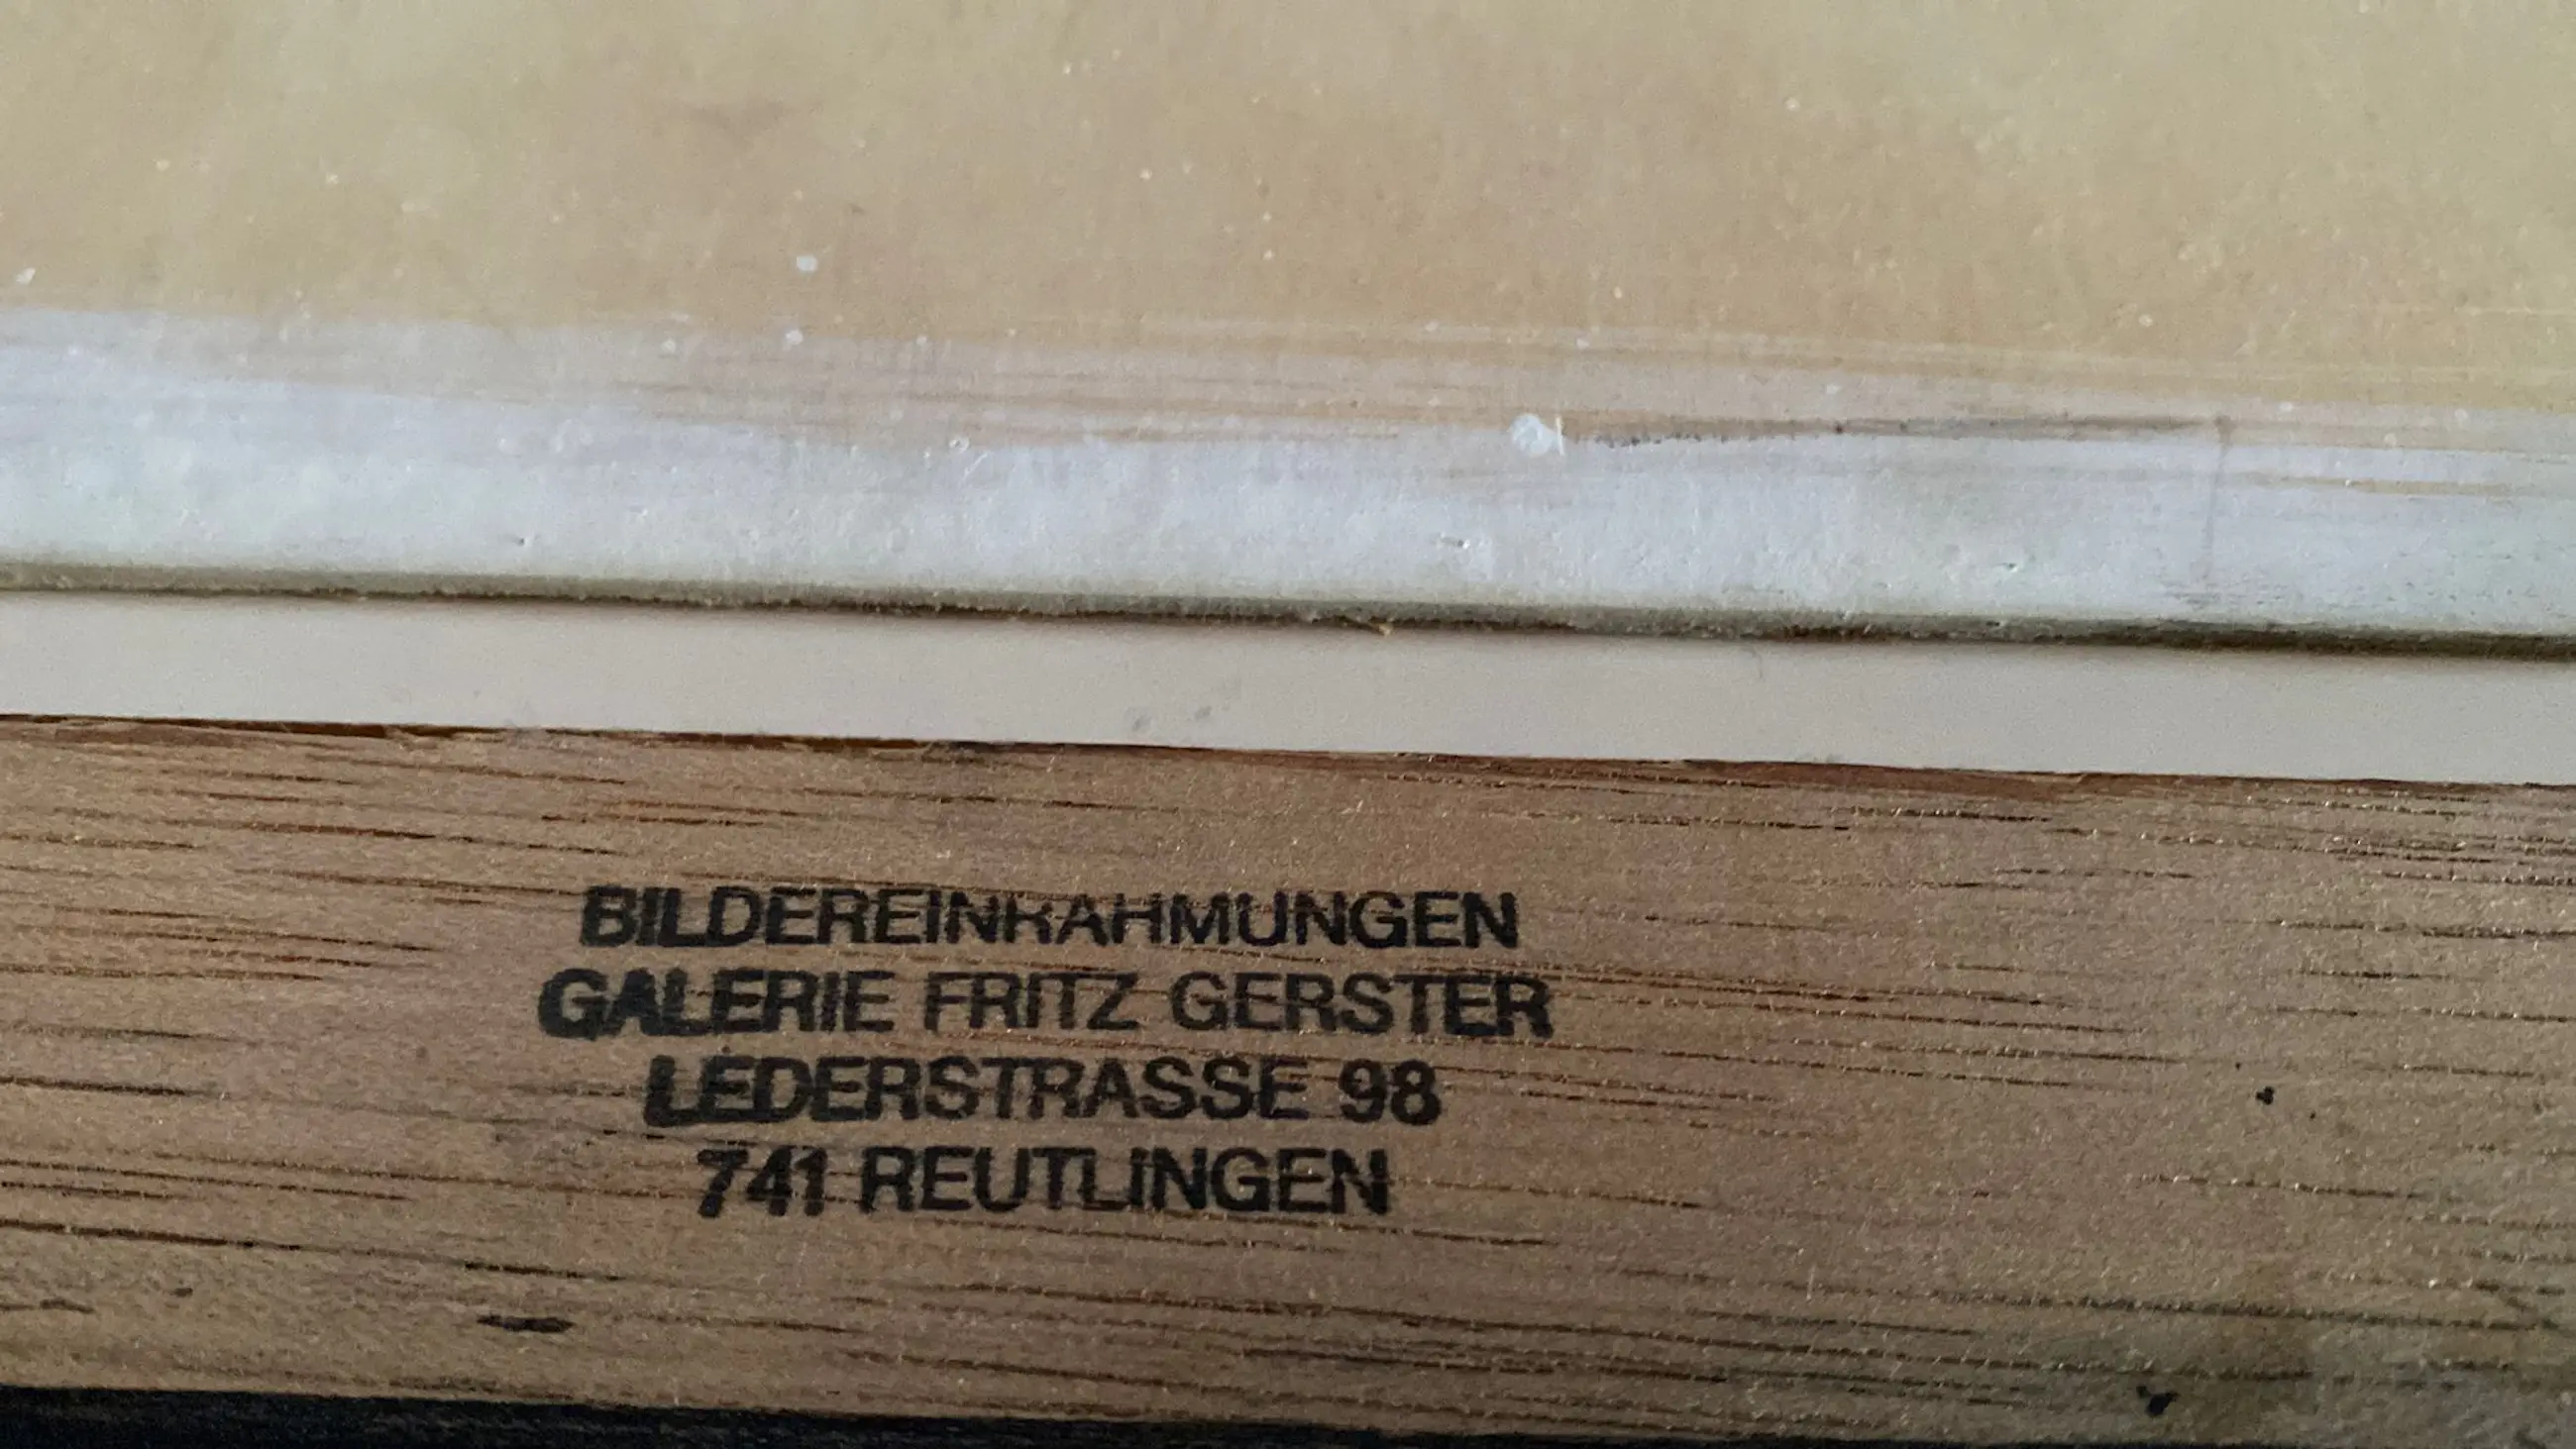 BILDEREINRAHMUNGEN
GALERIE FRITZ GERSTER
LEDERSTRASSE 98
741 REUTLINGEN